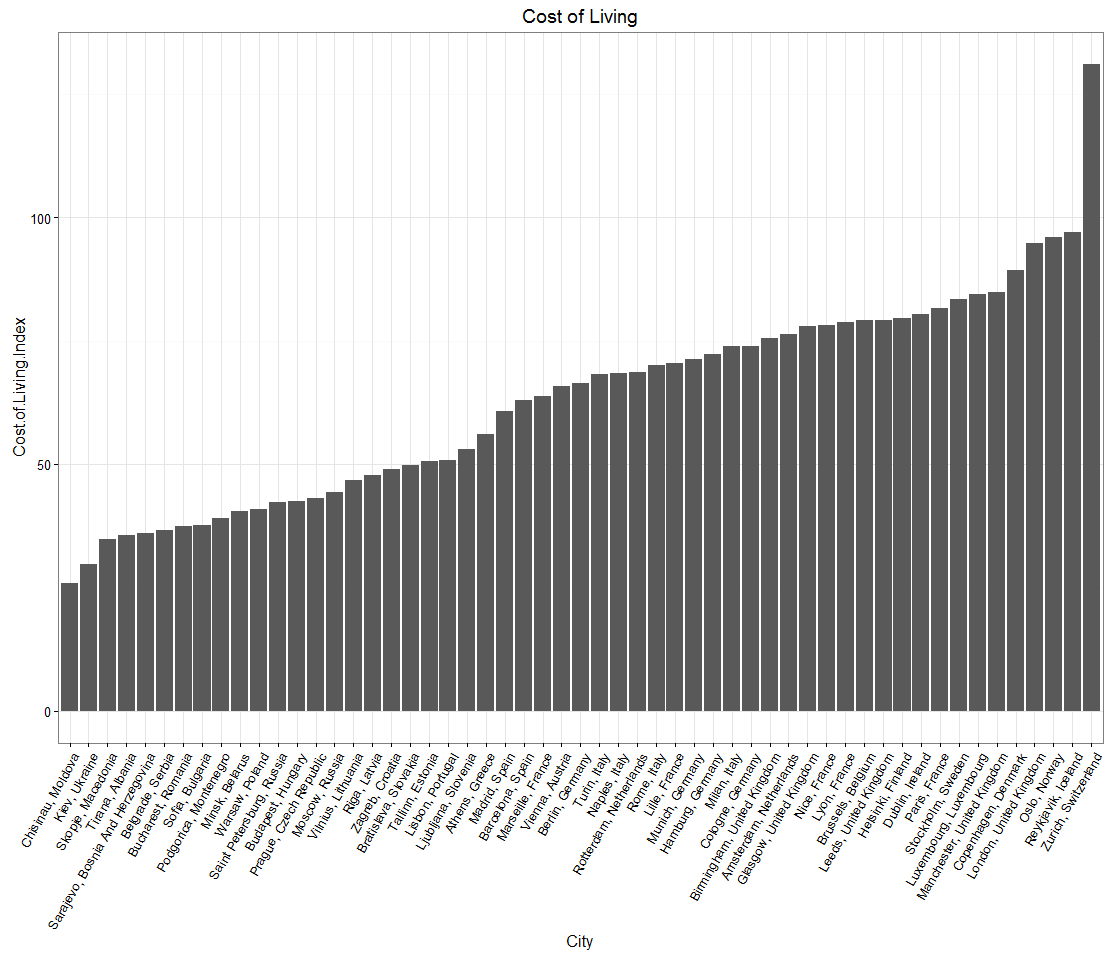 Cost of Living
Cost.of.Living.Index
100
50
0
Chisinau, Moldova
Kiev, Ukraine
Skopje, Macedonia
Tirana, Albania
Sarajevo, Bosnia And Herzegovina
Belgrade, Serbia
Bucharest, Romania
Sofia, Bulgaria
Podgorica, Montenegro
Minsk, Belarus
Warsaw, Poland
Saint Petersburg, Russia
Budapest, Hungary
Prague, Czech Republic
Moscow, Russia
Vilnius, Lithuania
Riga, Latvia
Zagreb, Croatia
Bratislava, Slovakia
Tallinn, Estonia
Lisbon, Portugal
Ljubljana, Slovenia
Athens, Greece
Madrid, Spain
Barcelona, Spain
Marseille, France
Vienna, Austria
Berlin, Germany
Turin, Italy
Naples, Italy
Rotterdam, Netherlands
Rome, Italy
Lille, France
Munich, Germany
Hamburg, Germany
Milan, Italy
Cologne, Germany
Birmingham, United Kingdom
Amsterdam, Netherlands
Glasgow, United Kingdom
Nice, France
Lyon, France
Brussels, Belgium
Leeds, United Kingdom
Helsinki, Finland
Dublin, Ireland
Paris, France
Stockholm, Sweden
Luxembourg, Luxembourg
Manchester, United Kingdom
Copenhagen, Denmark
London, United Kingdom
Oslo, Norway
Reykjavik, Iceland
Zurich, Switzerland
City